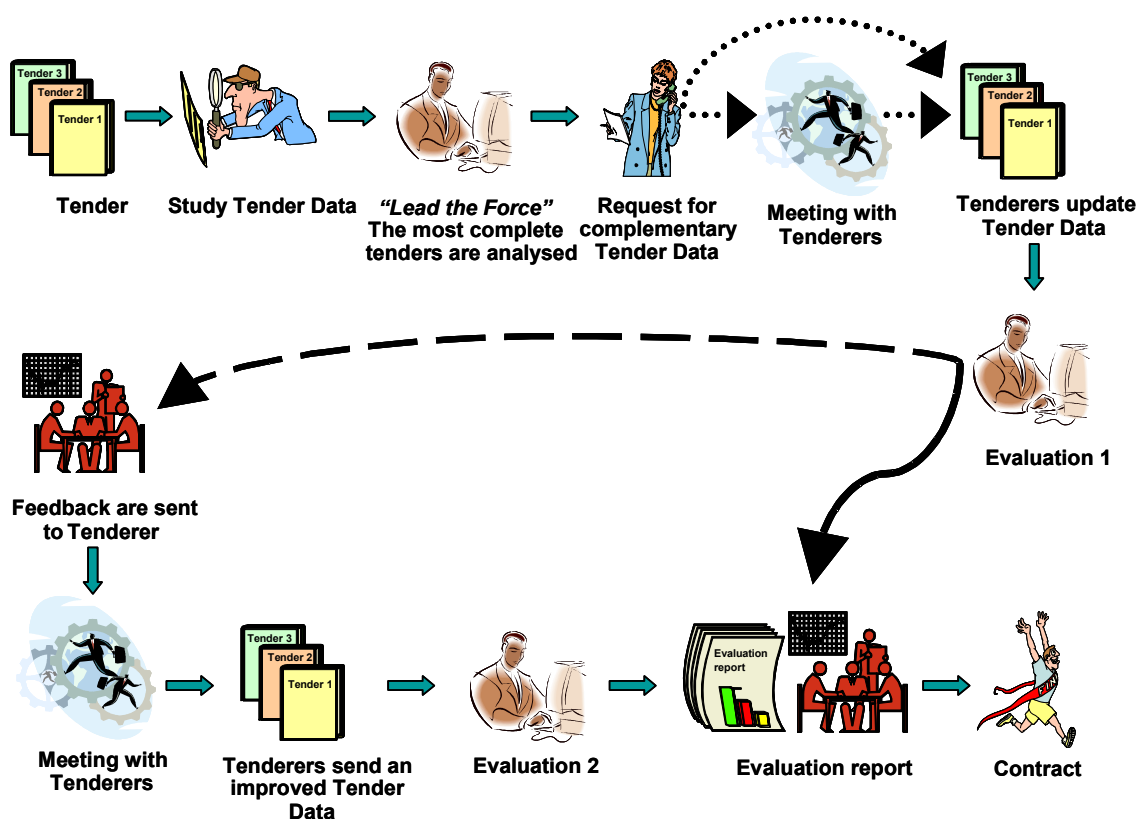 Tender 3
Tender 2
Tender 1
Tender
Study Tender Data
“Lead the Force”
The most complete
tenders are analysed
Request for
complementary
Tender Data
Meeting with
Tenderers
Tender 3
Tender 2
Tender 1
Tenderers update
Tender Data
Evaluation 1
Feedback are sent
to Tenderer
Meeting with
Tenderers
Tender 3
Tender 2
Tender 1
Tenderers send an
improved Tender
Data
Evaluation 2
Evaluation
report
Evaluation report
Contract